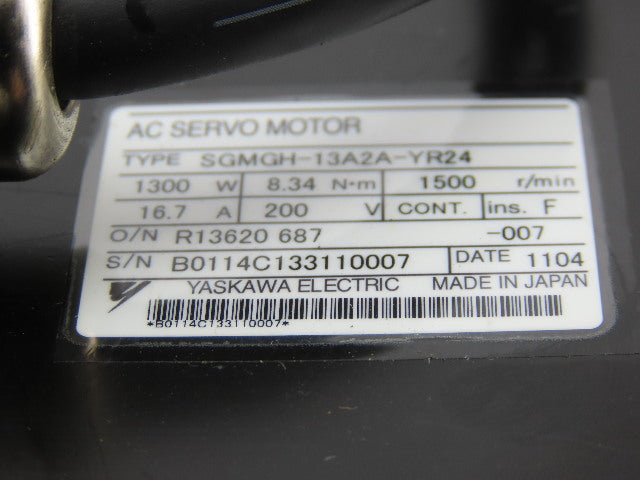 AC SERVO MOTOR
TYPE SGMGH-13A2A-YR24
1300 W 8.34 N·m 1500 r/min
16.7 A 200 V CONT. ins. F
O/N R13620 687 -007
S/N B0114C133110007 DATE 1104
YASKAWA ELECTRIC MADE IN JAPAN
*B0114C133110007*